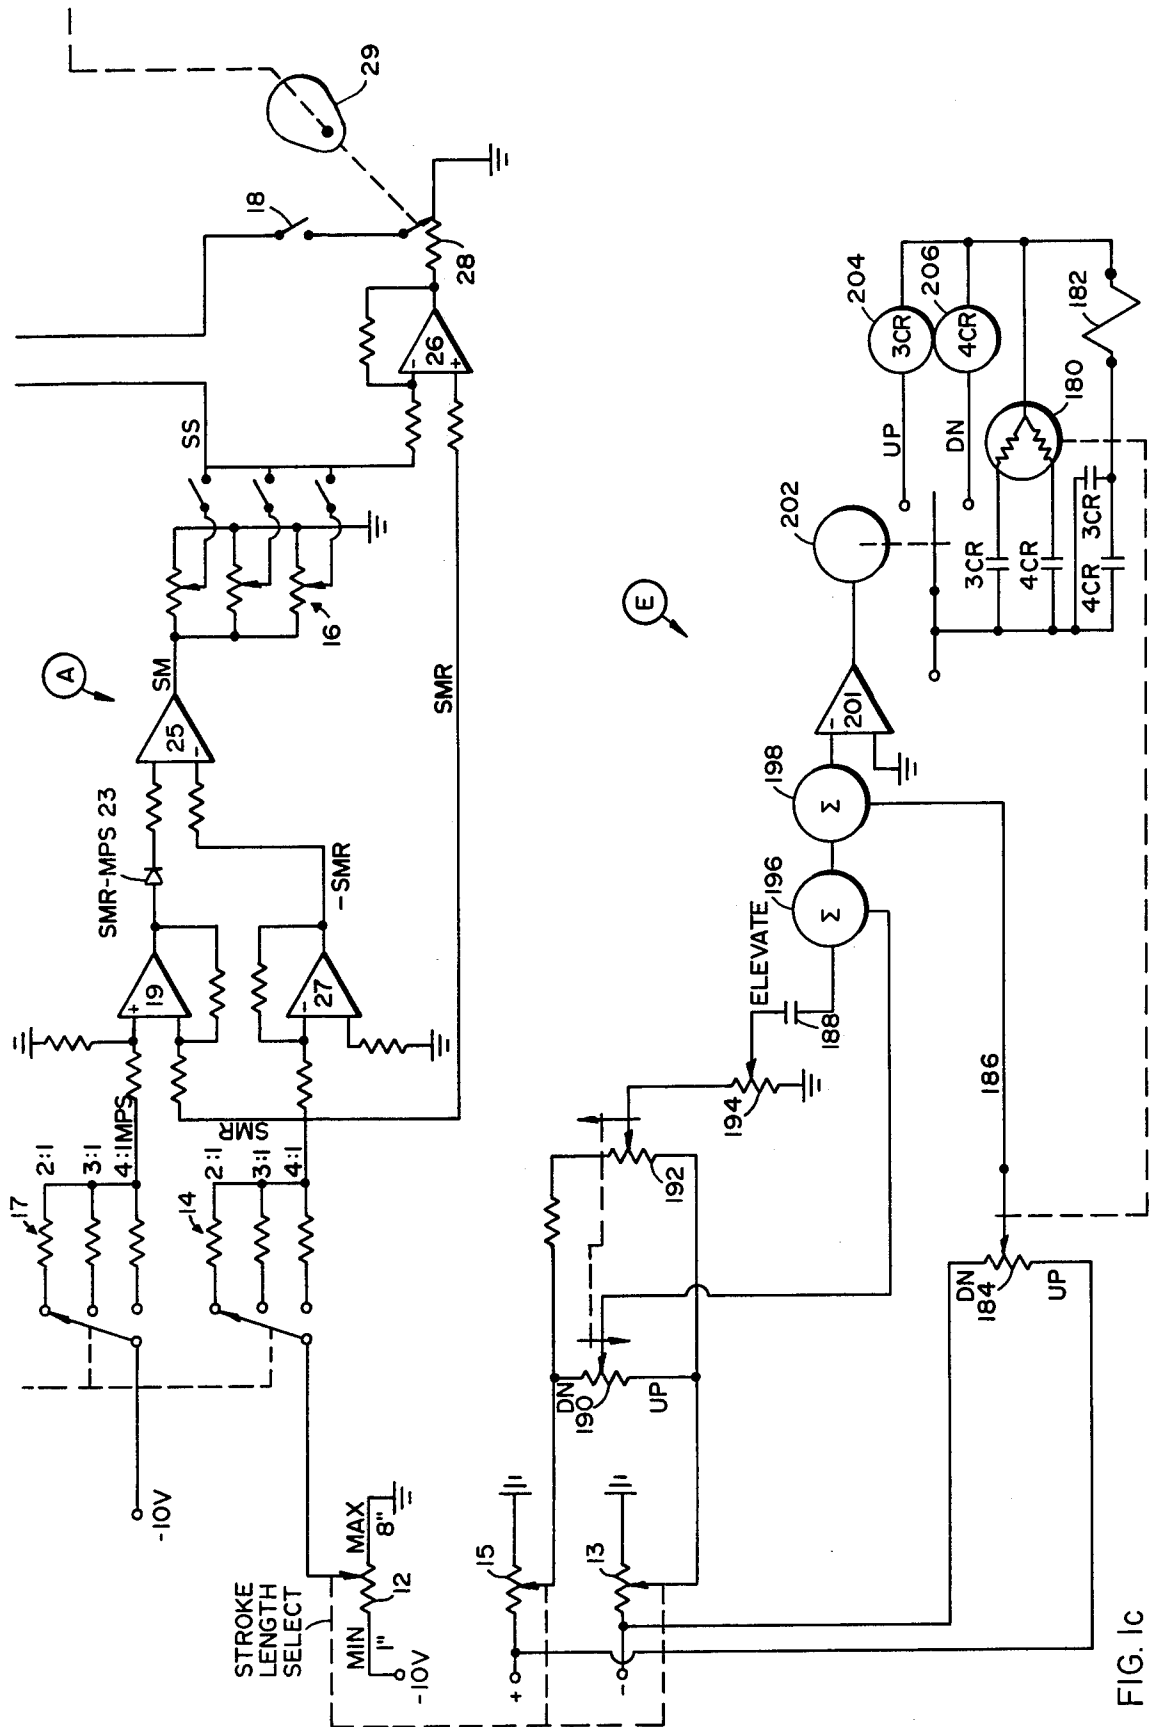 29
18
28
SS
26
-
+
16
A
SM
25
-
SMR
SMR-MPS 23
-SMR
19
+
27
-
17
2:1
3:1
4:1MPS
14
2:1
3:1
4:1
SMR
-10V
STROKE
LENGTH
SELECT
MIN
1"
MAX
8"
12
-10V
E
204
3CR
206
4CR
UP
DN
202
180
182
3CR
4CR
3CR
4CR
201
-
198
Σ
196
Σ
ELEVATE
188
194
192
186
DN
190
UP
DN
184
UP
15
13
+
-
FIG. 1c